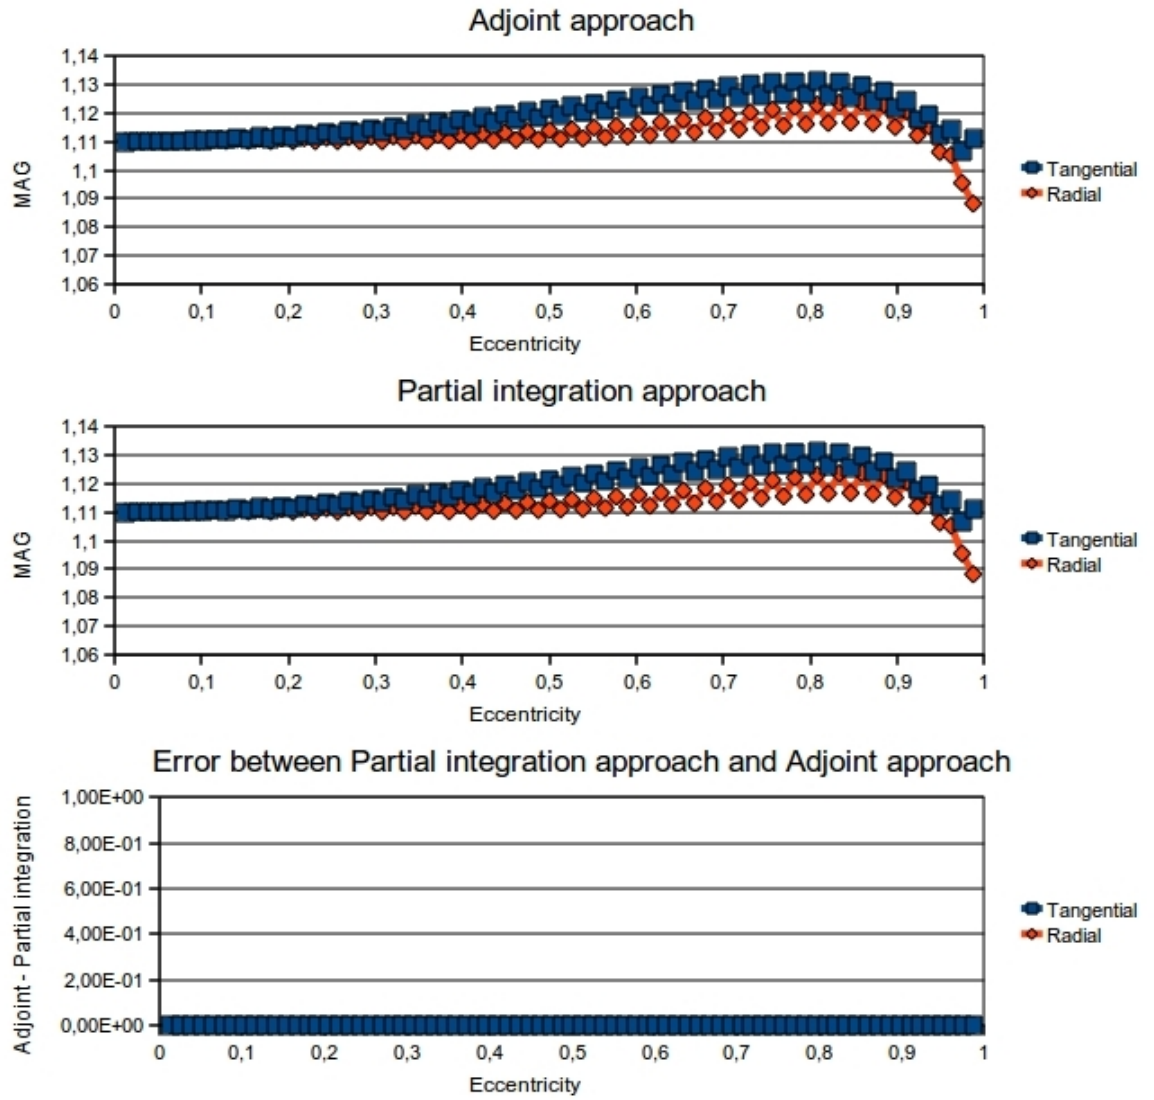 Adjoint approach
1,14
1,13
1,12
1,11
1,1
1,09
1,08
1,07
1,06
MAG
0 0,1 0,2 0,3 0,4 0,5 0,6 0,7 0,8 0,9 1
Eccentricity
Tangential
Radial
Partial integration approach
1,14
1,13
1,12
1,11
1,1
1,09
1,08
1,07
1,06
MAG
0 0,1 0,2 0,3 0,4 0,5 0,6 0,7 0,8 0,9 1
Eccentricity
Tangential
Radial
Error between Partial integration approach and Adjoint approach
1,00E+00
8,00E-01
6,00E-01
4,00E-01
2,00E-01
0,00E+00
Adjoint - Partial integration
0 0,1 0,2 0,3 0,4 0,5 0,6 0,7 0,8 0,9 1
Eccentricity
Tangential
Radial